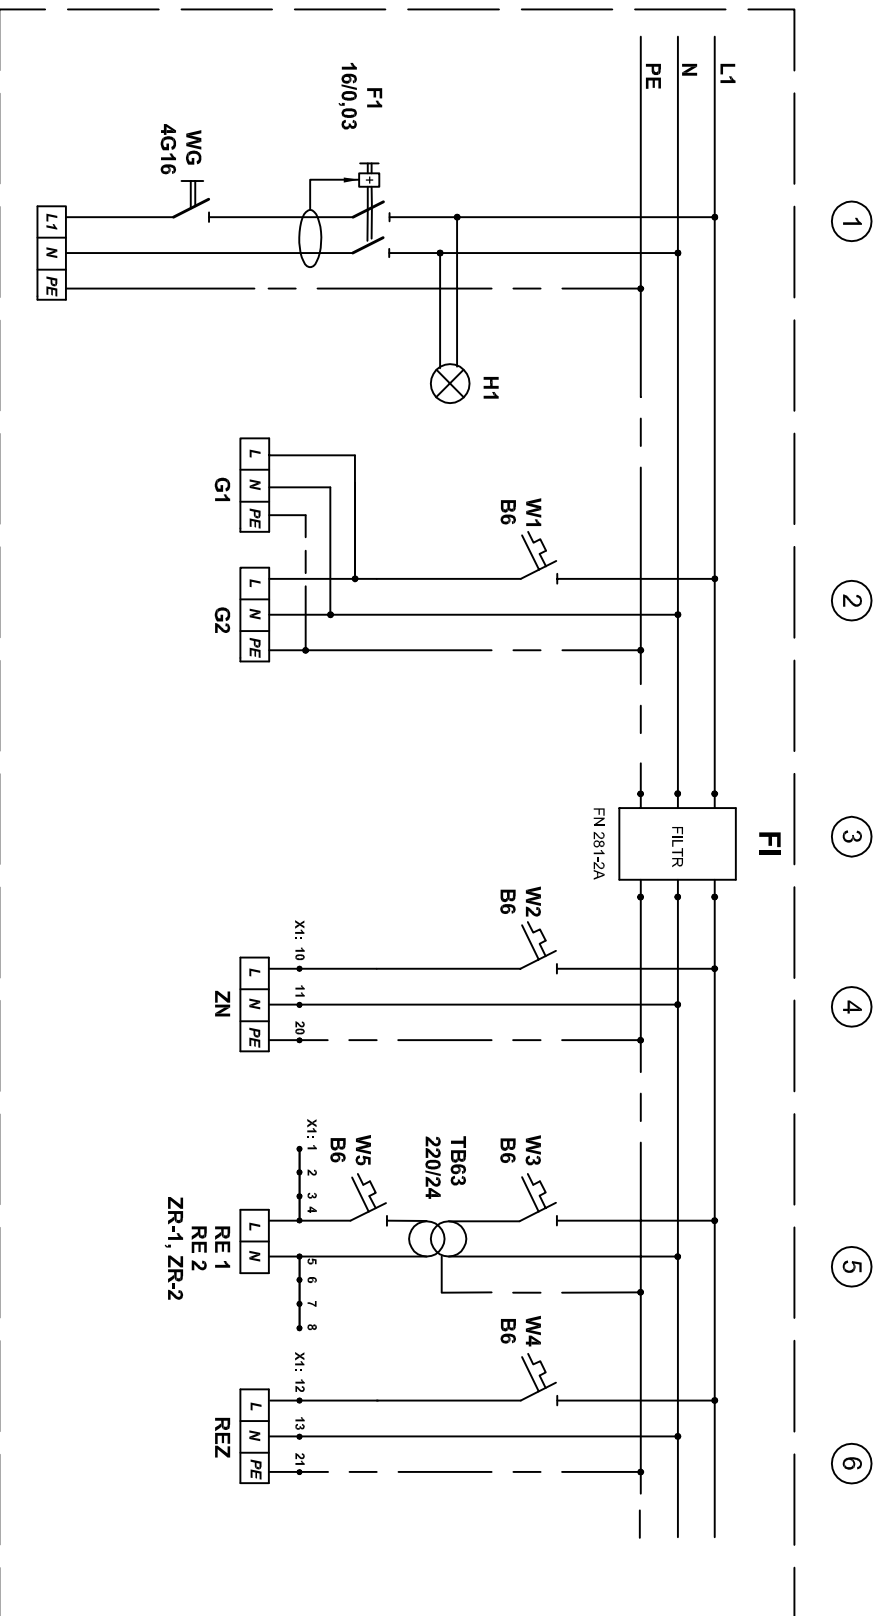 1
2
3
4
5
6
L1
N
PE
F1
16/0,03
WG
4G16
L1 N PE
H1
W1
B6
L N PE
G1
L N PE
G2
FI
FILTR
FN 281-2A
W2
B6
X1: 10 11 20
L N PE
ZN
W3
B6
TB63
220/24
W5
B6
X1: 1 2 3 4 5 6 7 8
L N
RE 1
RE 2
ZR-1, ZR-2
W4
B6
X1: 12 13 21
L N PE
REZ